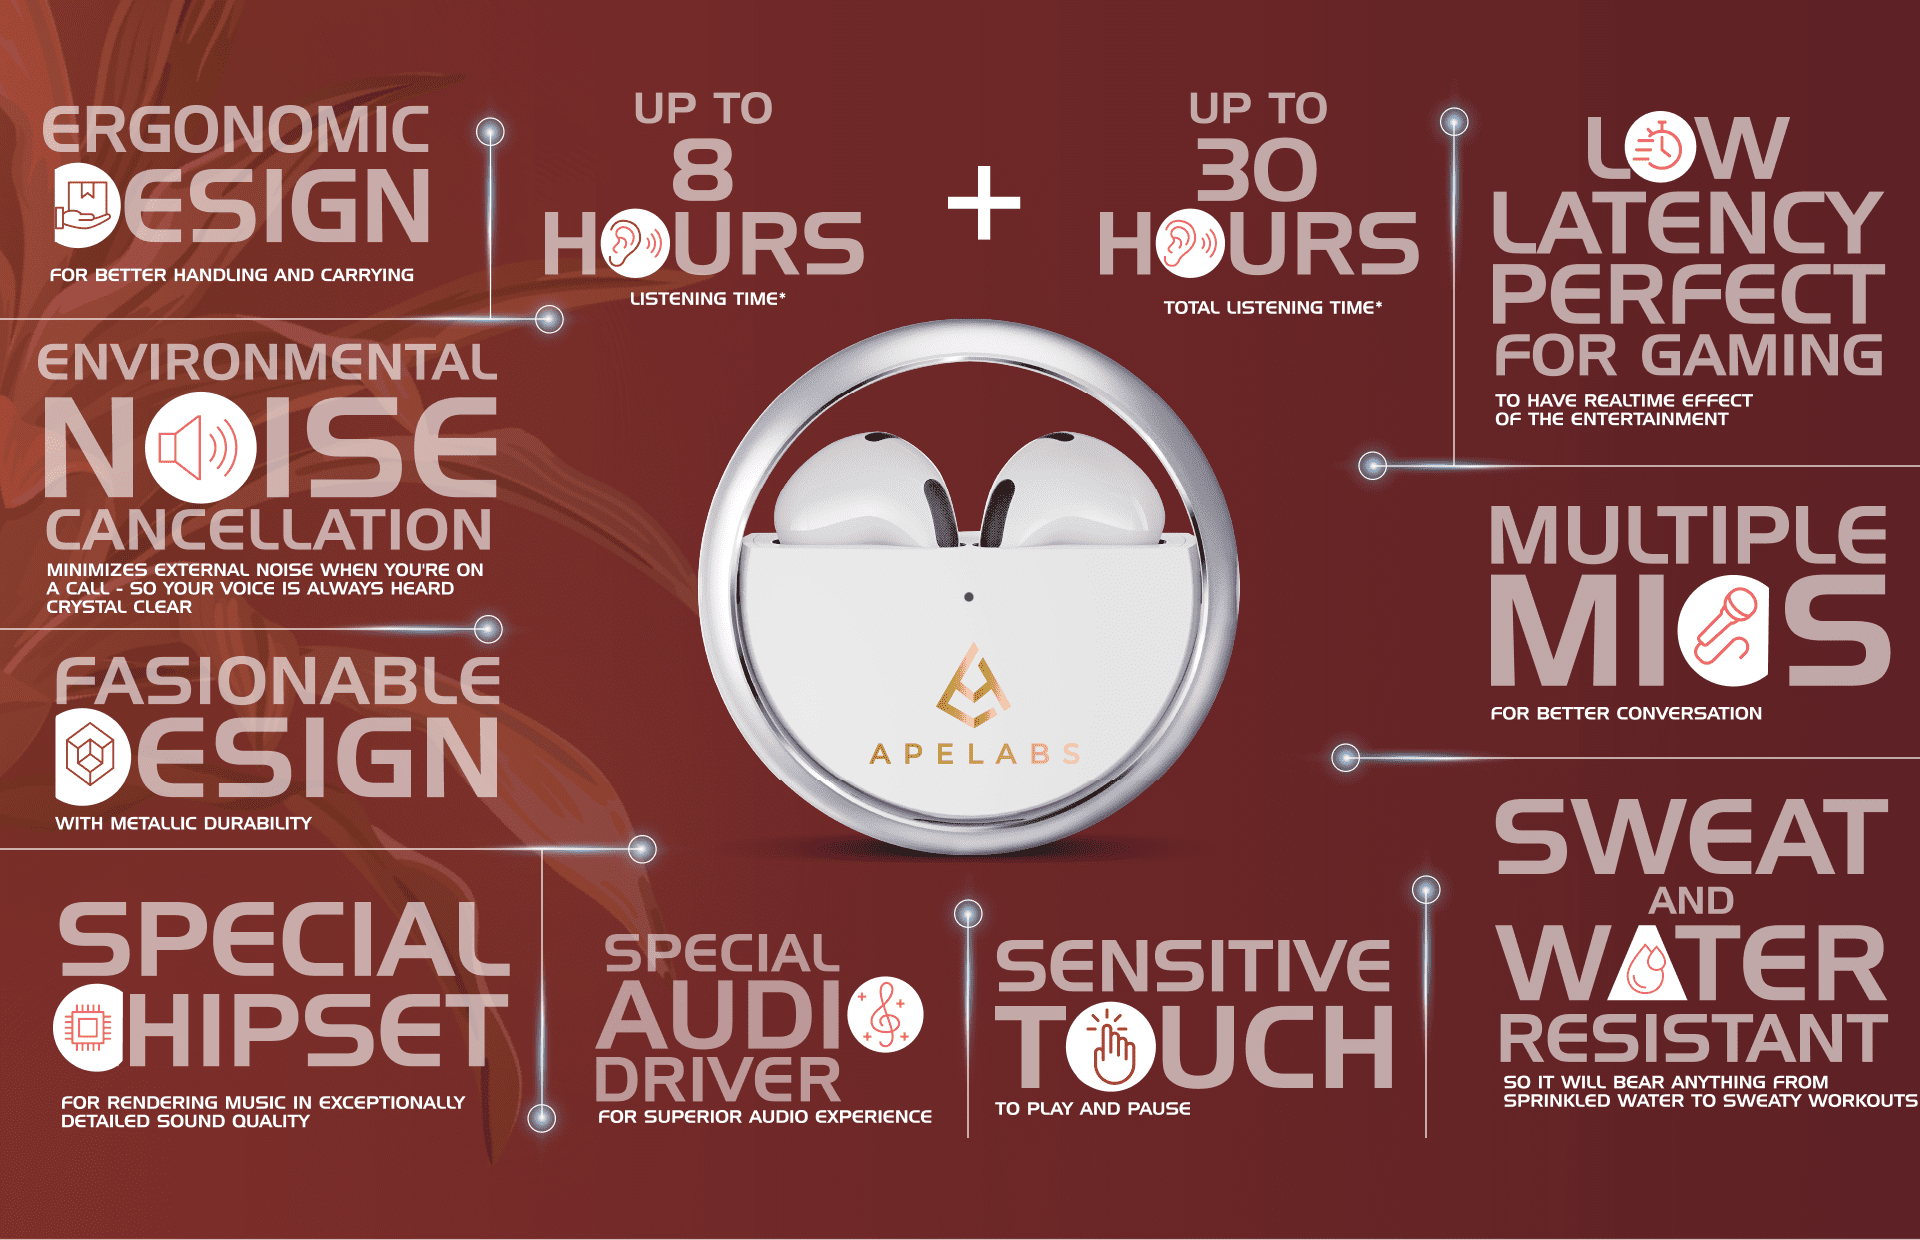 ERGONOMIC
DESIGN
FOR BETTER HANDLING AND CARRYING
UP TO
8
HOURS
LISTENING TIME*
+
UP TO
30
HOURS
TOTAL LISTENING TIME*
LOW
LATENCY
PERFECT
FOR GAMING
TO HAVE REALTIME EFFECT
OF THE ENTERTAINMENT
ENVIRONMENTAL
NOISE
CANCELLATION
MINIMIZES EXTERNAL NOISE WHEN YOU'RE ON
A CALL - SO YOUR VOICE IS ALWAYS HEARD
CRYSTAL CLEAR
MULTIPLE
MICS
FOR BETTER CONVERSATION
FASIONABLE
DESIGN
WITH METALLIC DURABILITY
APELABS
SWEAT
AND
WATER
RESISTANT
SO IT WILL BEAR ANYTHING FROM
SPRINKLED WATER TO SWEATY WORKOUTS
SPECIAL
CHIPSET
FOR RENDERING MUSIC IN EXCEPTIONALLY
DETAILED SOUND QUALITY
SPECIAL
AUDIO
DRIVER
FOR SUPERIOR AUDIO EXPERIENCE
SENSITIVE
TOUCH
TO PLAY AND PAUSE